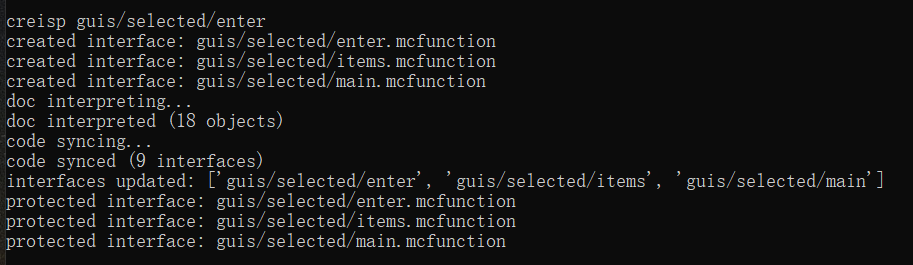 creisp guis/selected/enter
created interface: guis/selected/enter.mcfunction
created interface: guis/selected/items.mcfunction
created interface: guis/selected/main.mcfunction
doc interpreting...
doc interpreted (18 objects)
code syncing...
code synced (9 interfaces)
interfaces updated: ['guis/selected/enter', 'guis/selected/items', 'guis/selected/main']
protected interface: guis/selected/enter.mcfunction
protected interface: guis/selected/items.mcfunction
protected interface: guis/selected/main.mcfunction